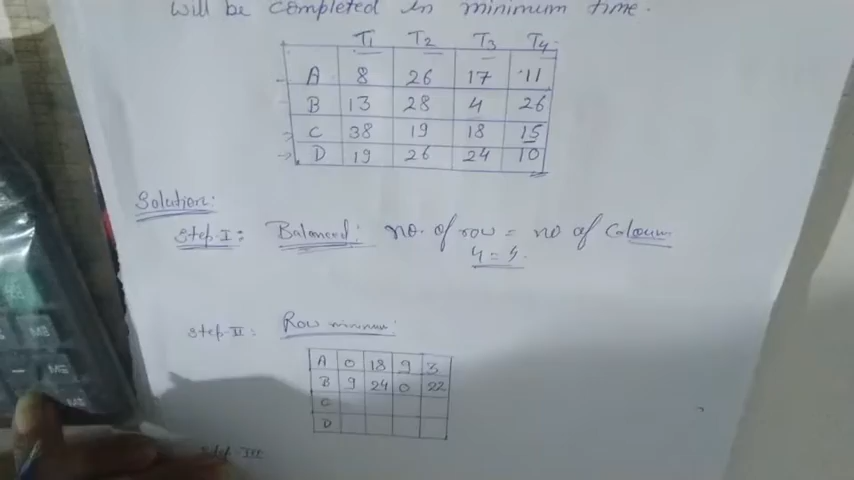 will be completed in minimum time.
T1 T2 T3 T4
A 8 26 17 11
B 13 28 4 26
C 38 19 18 15
D 19 26 24 10
Solution:
Step-I: Balanced: no. of row = no of Coloum
4 = 4.
Step-II: Row minimum:
A 0 18 9 3
B 9 24 0 22
C
D
Step III